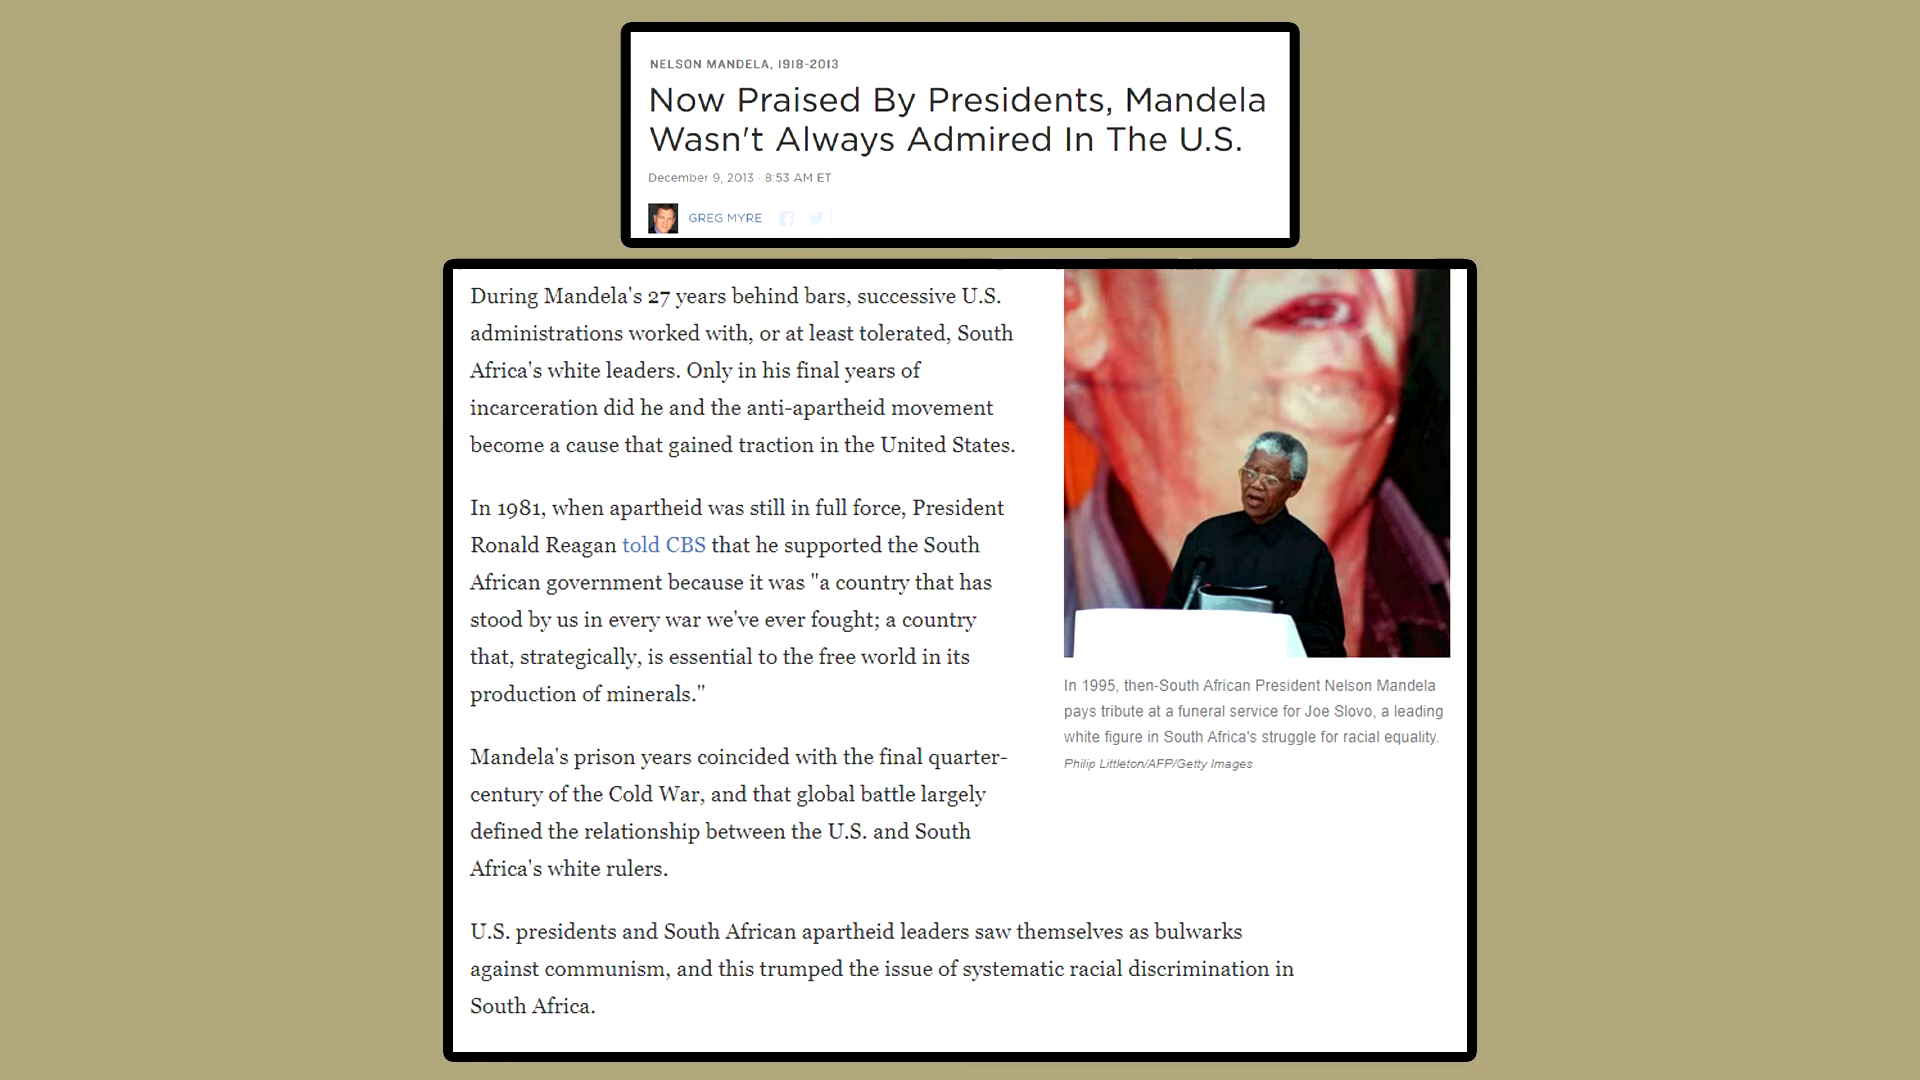 NELSON MANDELA, 1918-2013
Now Praised By Presidents, Mandela
Wasn't Always Admired In The U.S.
December 9, 2013 · 8:53 AM ET
GREG MYRE
During Mandela's 27 years behind bars, successive U.S.
administrations worked with, or at least tolerated, South
Africa's white leaders. Only in his final years of
incarceration did he and the anti-apartheid movement
become a cause that gained traction in the United States.
In 1981, when apartheid was still in full force, President
Ronald Reagan told CBS that he supported the South
African government because it was "a country that has
stood by us in every war we've ever fought; a country
that, strategically, is essential to the free world in its
production of minerals."
Mandela's prison years coincided with the final quarter-
century of the Cold War, and that global battle largely
defined the relationship between the U.S. and South
Africa's white rulers.
U.S. presidents and South African apartheid leaders saw themselves as bulwarks
against communism, and this trumped the issue of systematic racial discrimination in
South Africa.
In 1995, then-South African President Nelson Mandela
pays tribute at a funeral service for Joe Slovo, a leading
white figure in South Africa's struggle for racial equality.
Philip Littleton/AFP/Getty Images